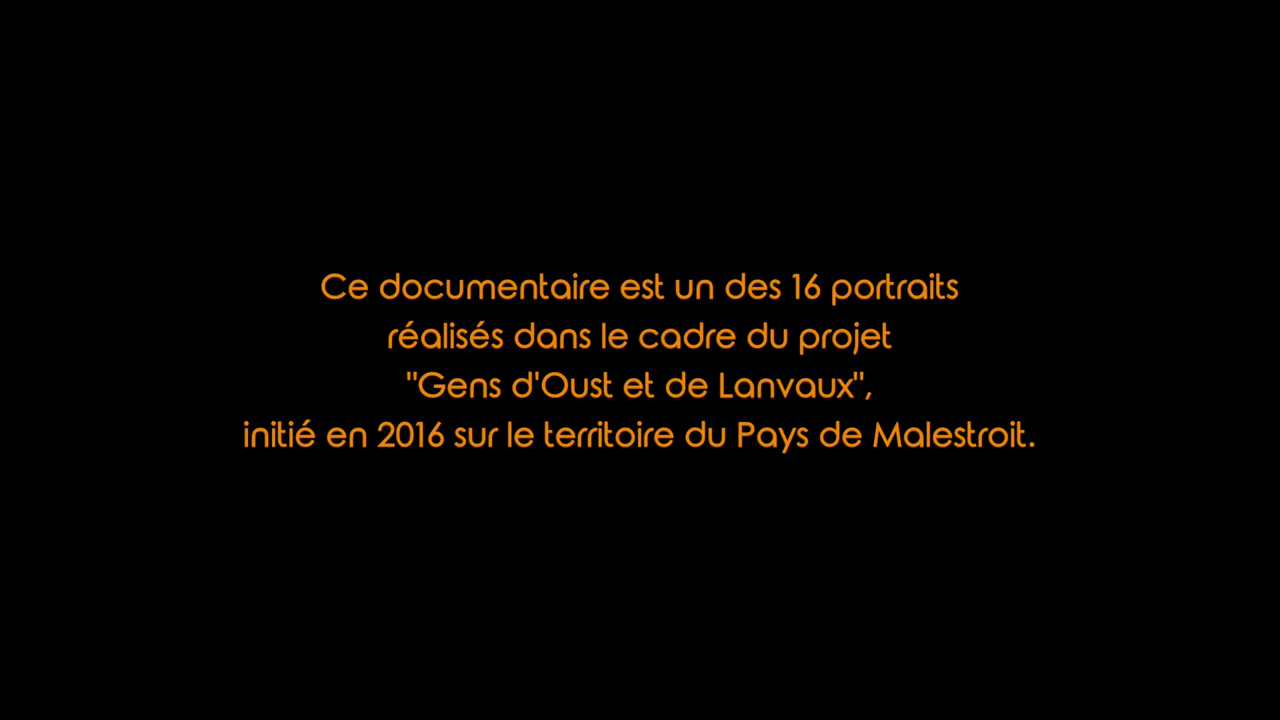 Ce documentaire est un des 16 portraits
réalisés dans le cadre du projet
"Gens d'Oust et de Lanvaux",
initié en 2016 sur le territoire du Pays de Malestroit.